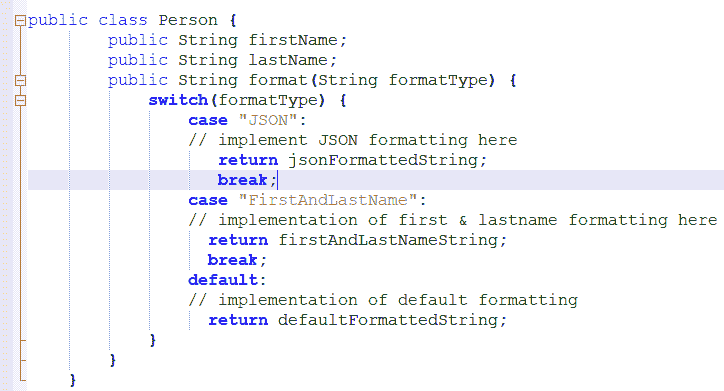 public class Person {
public String firstName;
public String lastName;
public String format(String formatType) {
switch(formatType) {
case "JSON":
// implement JSON formatting here
return jsonFormattedString;
break;
case "FirstAndLastName":
// implementation of first & lastname formatting here
return firstAndLastNameString;
break;
default:
// implementation of default formatting
return defaultFormattedString;
}
}
}